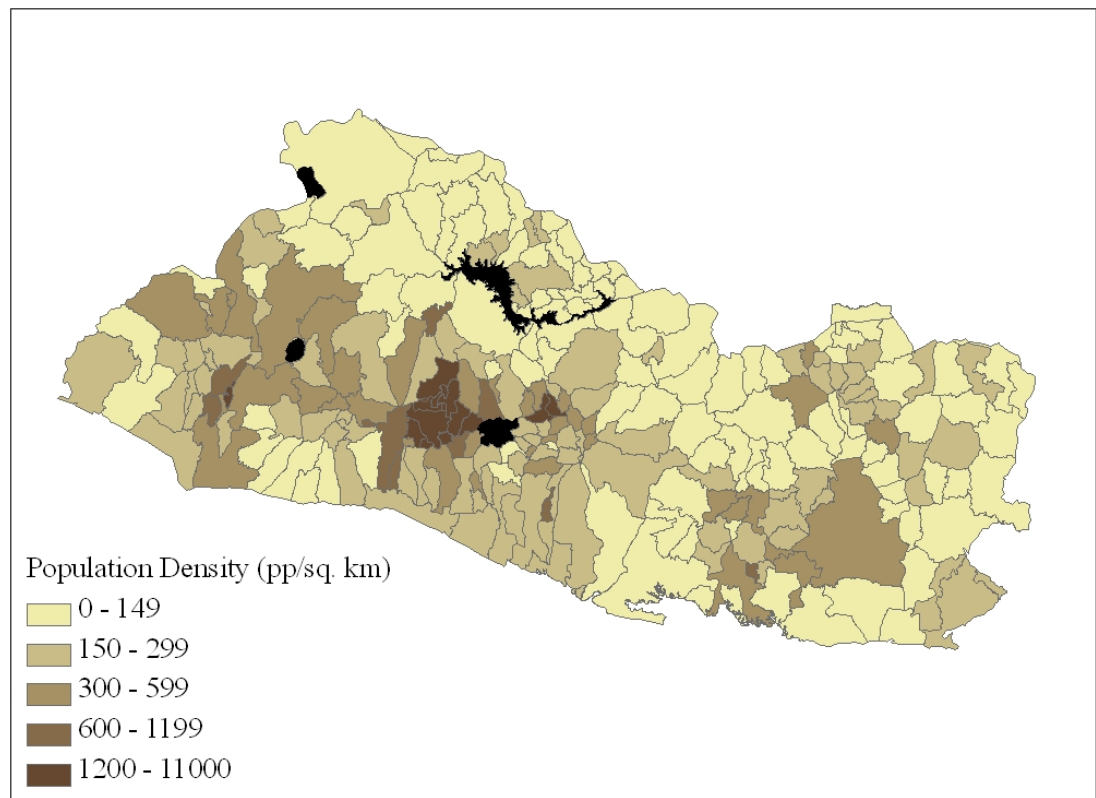 Population Density (pp/sq. km)
0 - 149
150 - 299
300 - 599
600 - 1199
1200 - 11000